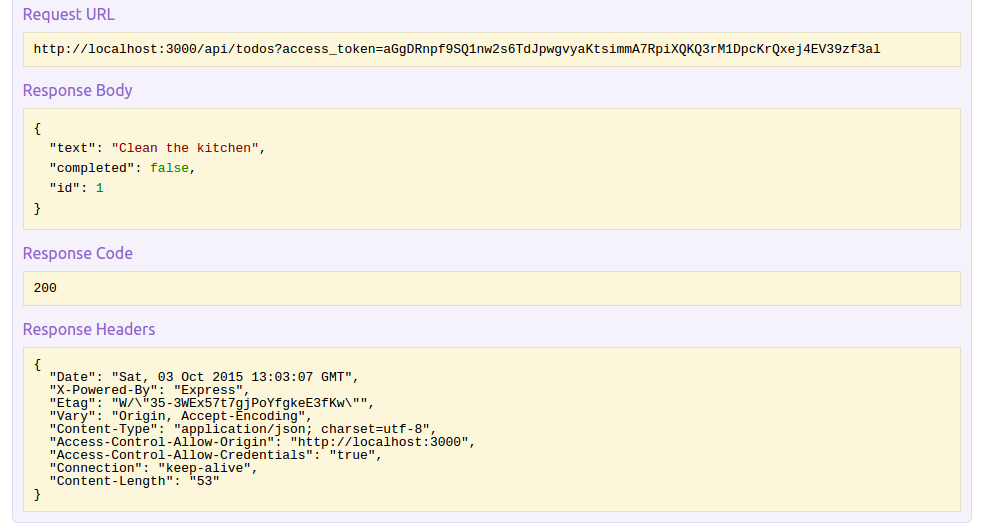 Request URL
http://localhost:3000/api/todos?access_token=aGgDRnpf9SQ1nw2s6TdJpwgvyaKtsimmA7RpiXQKQ3rM1DpcKrQxej4EV39zf3al
Response Body
{
"text": "Clean the kitchen",
"completed": false,
"id": 1
}
Response Code
200
Response Headers
{
"Date": "Sat, 03 Oct 2015 13:03:07 GMT",
"X-Powered-By": "Express",
"Etag": "W/\"35-3WEx57t7gjPoYfgkeE3fKw\"",
"Vary": "Origin, Accept-Encoding",
"Content-Type": "application/json; charset=utf-8",
"Access-Control-Allow-Origin": "http://localhost:3000",
"Access-Control-Allow-Credentials": "true",
"Connection": "keep-alive",
"Content-Length": "53"
}